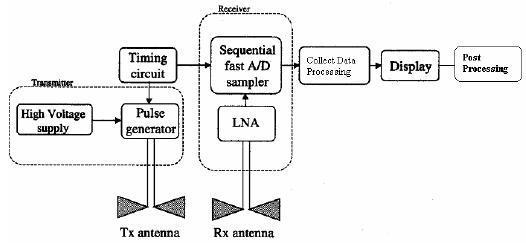 Receiver
Timing
circuit
Sequential
fast A/D
sampler
Collect Data
Processing
Display
Post
Processing
Transmitter
High Voltage
supply
Pulse
generator
LNA
Tx antenna
Rx antenna